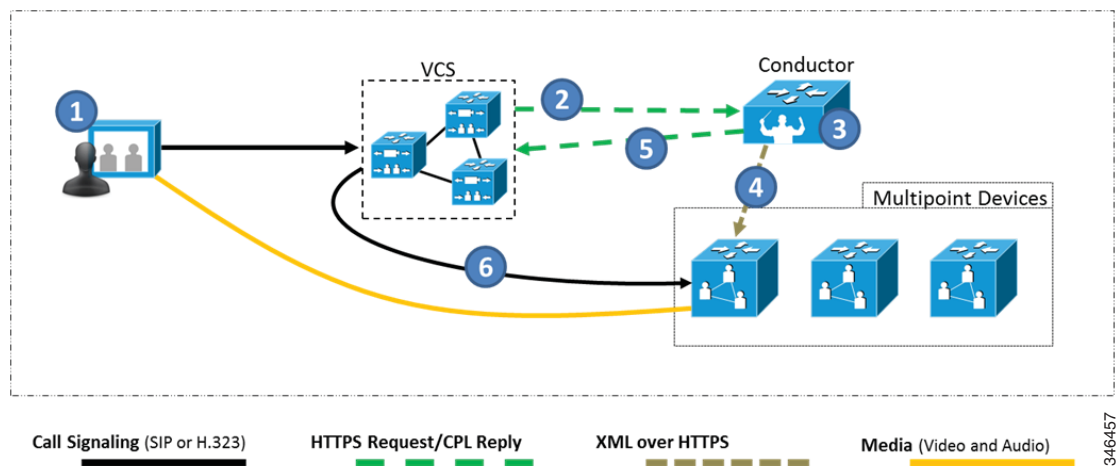 VCS
Conductor
1
2
3
5
4
Multipoint Devices
6
Call Signaling (SIP or H.323)
HTTPS Request/CPL Reply
XML over HTTPS
Media (Video and Audio)
346457